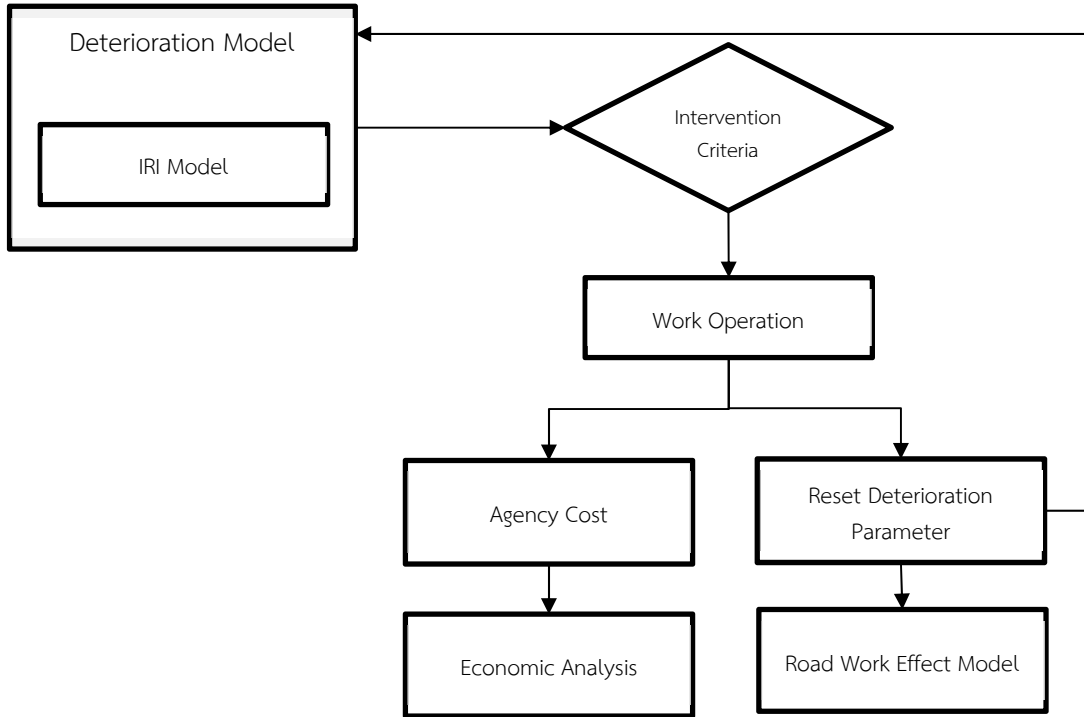 Deterioration Model
IRI Model
Intervention
Criteria
Work Operation
Agency Cost
Reset Deterioration
Parameter
Economic Analysis
Road Work Effect Model